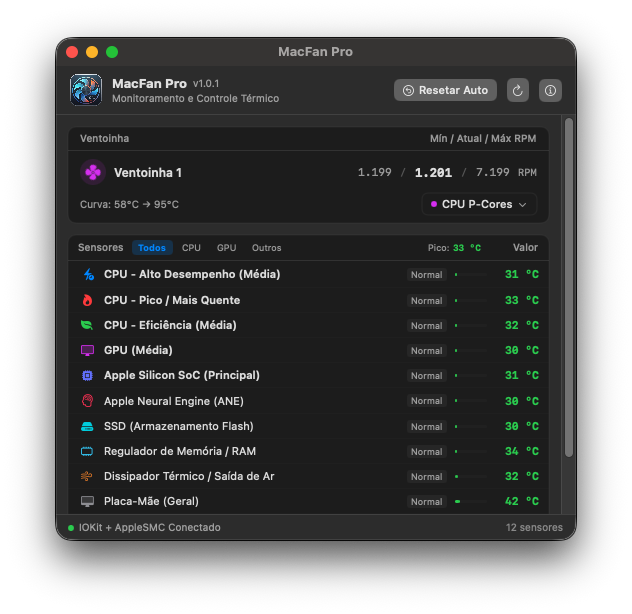 MacFan Pro
MacFan Pro v1.0.1
Monitoramento e Controle Térmico
Resetar Auto
Ventoinha Mín / Atual / Máx RPM
Ventoinha 1 1.199 / 1.201 / 7.199 RPM
Curva: 58°C → 95°C CPU P-Cores
Sensores Todos CPU GPU Outros Pico: 33 °C Valor
CPU - Alto Desempenho (Média) Normal 31 °C
CPU - Pico / Mais Quente Normal 33 °C
CPU - Eficiência (Média) Normal 32 °C
GPU (Média) Normal 30 °C
Apple Silicon SoC (Principal) Normal 31 °C
Apple Neural Engine (ANE) Normal 30 °C
SSD (Armazenamento Flash) Normal 30 °C
Regulador de Memória / RAM Normal 34 °C
Dissipador Térmico / Saída de Ar Normal 32 °C
Placa-Mãe (Geral) Normal 42 °C
IOKit + AppleSMC Conectado 12 sensores